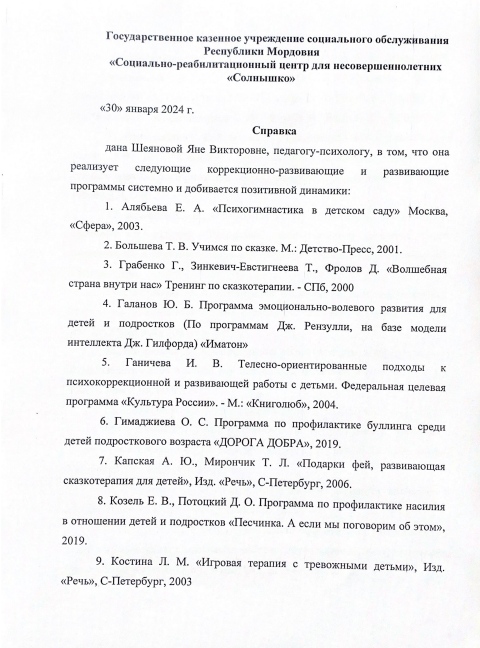 Государственное казенное учреждение социального обслуживания
Республики Мордовия
«Социально-реабилитационный центр для несовершеннолетних
«Солнышко»
«30» января 2024 г.
Справка
дана Шеяновой Яне Викторовне, педагогу-психологу, в том, что она
реализует следующие коррекционно-развивающие и развивающие
программы системно и добивается позитивной динамики:
1. Алябьева Е. А. «Психогимнастика в детском саду» Москва,
«Сфера», 2003.
2. Большева Т. В. Учимся по сказке. М.: Детство-Пресс, 2001.
3. Грабенко Г., Зинкевич-Евстигнеева Т., Фролов Д. «Волшебная
страна внутри нас» Тренинг по сказкотерапии. - СПб, 2000
4. Галанов Ю. Б. Программа эмоционально-волевого развития для
детей и подростков (По программам Дж. Рензулли, на базе модели
интеллекта Дж. Гилфорда) «Иматон»
5. Ганичева И. В. Телесно-ориентированные подходы к
психокоррекционной и развивающей работы с детьми. Федеральная целевая
программа «Культура России». - М.: «Книголюб», 2004.
6. Гимаджиева О. С. Программа по профилактике буллинга среди
детей подросткового возраста «ДОРОГА ДОБРА», 2019.
7. Капская А. Ю., Мирончик Т. Л. «Подарки фей, развивающая
сказкотерапия для детей», Изд. «Речь», С-Петербург, 2006.
8. Козель Е. В., Потоцкий Д. О. Программа по профилактике насилия
в отношении детей и подростков «Песчинка. А если мы поговорим об этом»,
2019.
9. Костина Л. М. «Игровая терапия с тревожными детьми», Изд.
«Речь», С-Петербург, 2003